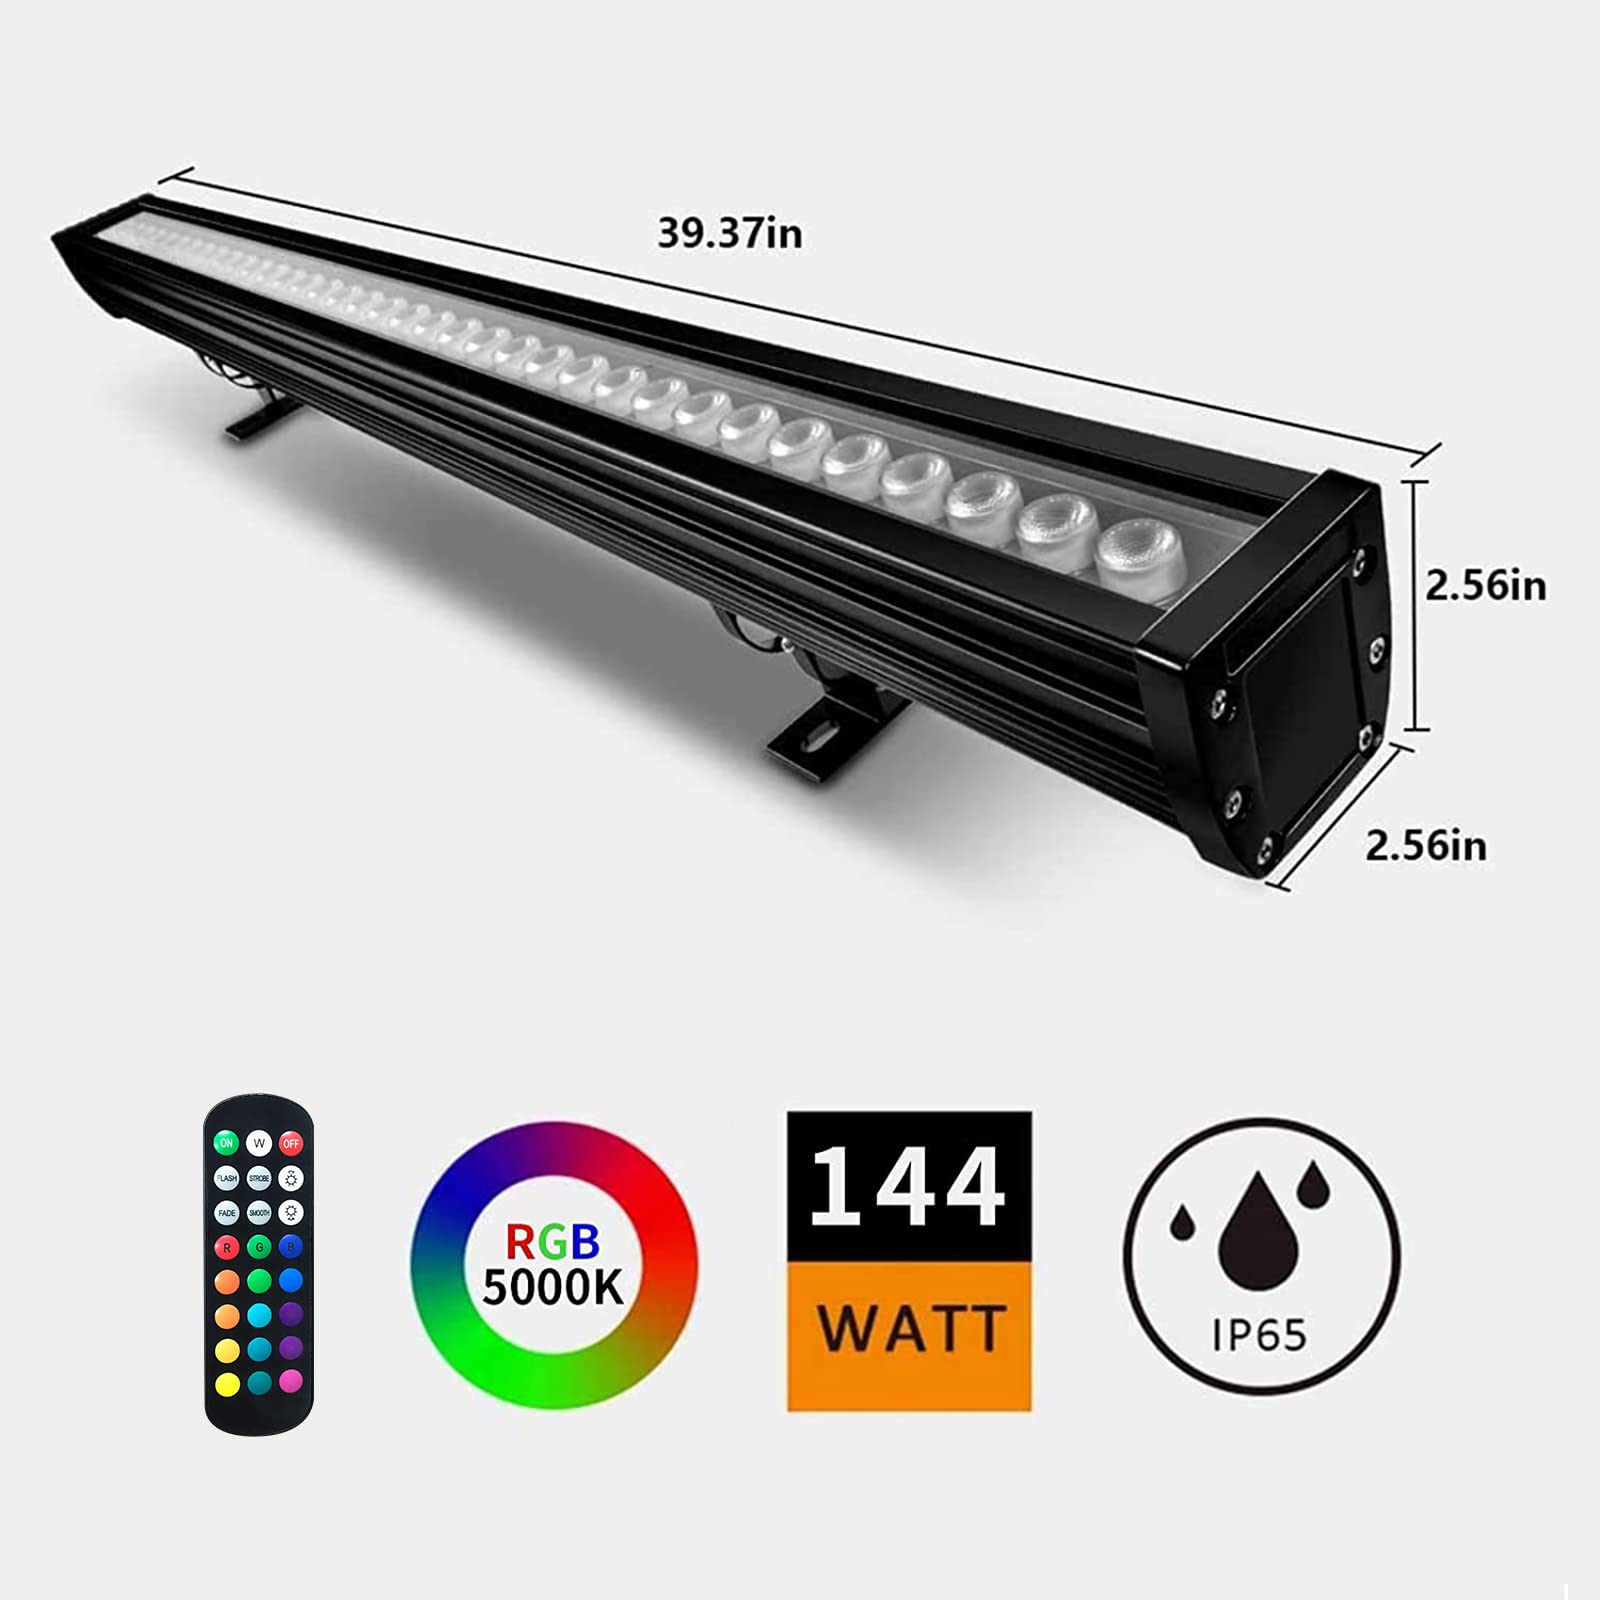 39.37in
2.56in
2.56in
ON W OFF
FLASH STROBE
FADE SMOOTH
R G B
RGB
5000K
144
WATT
IP65